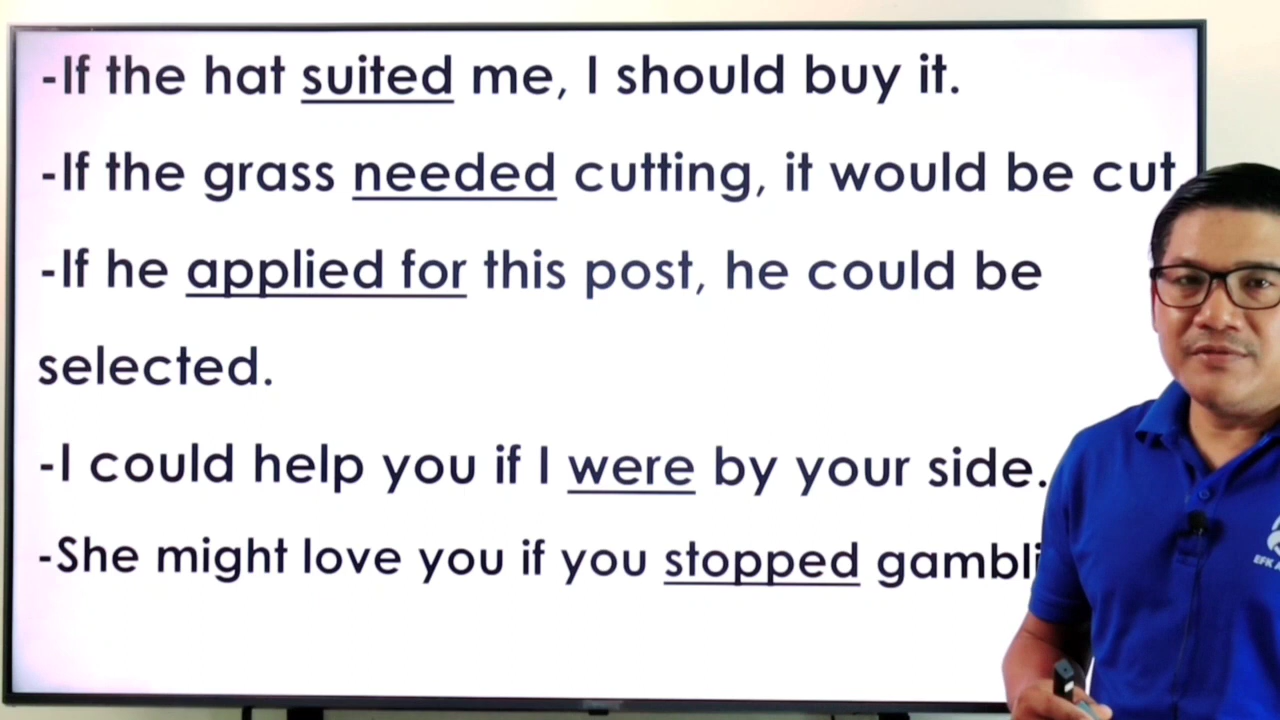 -If the hat suited me, I should buy it.
-If the grass needed cutting, it would be cut
-If he applied for this post, he could be
selected.
-I could help you if I were by your side.
-She might love you if you stopped
EFK